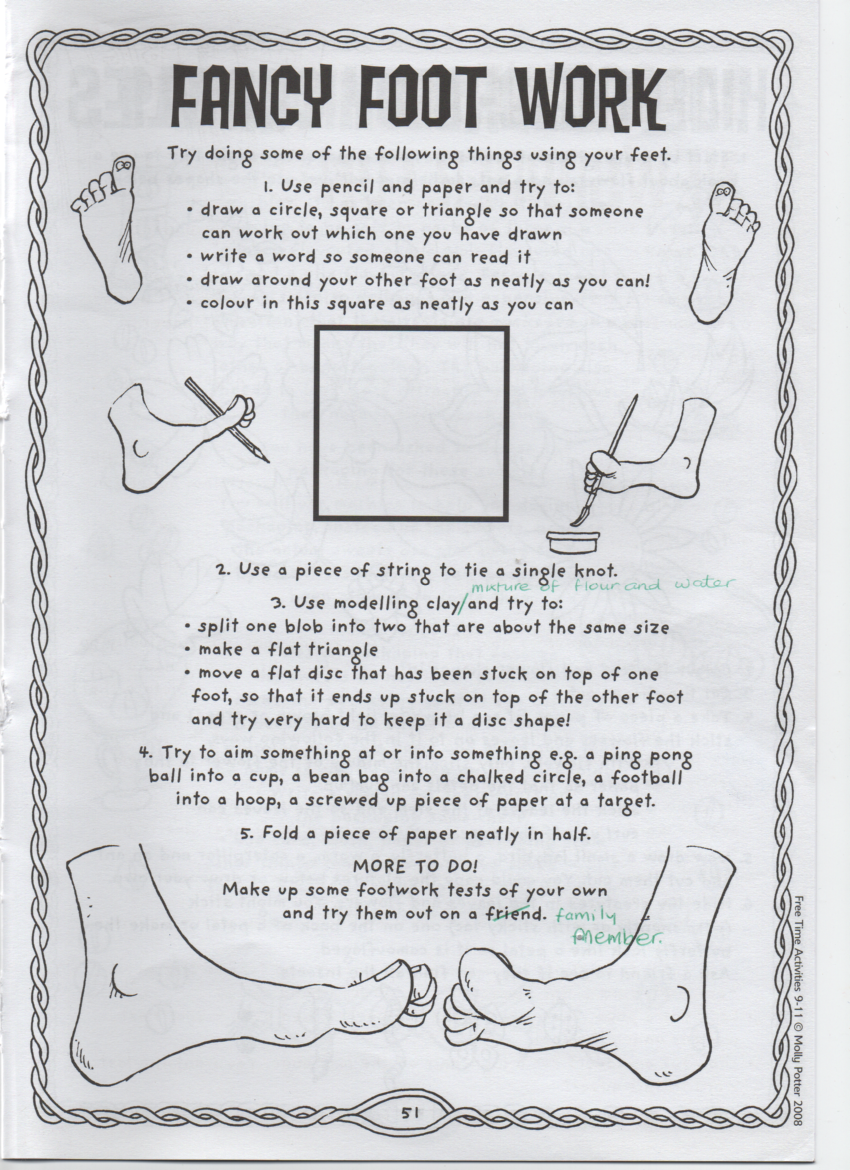 FANCY FOOT WORK
Try doing some of the following things using your feet.
1. Use pencil and paper and try to:
• draw a circle, square or triangle so that someone
can work out which one you have drawn
• write a word so someone can read it
• draw around your other foot as neatly as you can!
• colour in this square as neatly as you can
2. Use a piece of string to tie a single knot.
mixture of flour and water
3. Use modelling clay/and try to:
• split one blob into two that are about the same size
• make a flat triangle
• move a flat disc that has been stuck on top of one
foot, so that it ends up stuck on top of the other foot
and try very hard to keep it a disc shape!
4. Try to aim something at or into something e.g. a ping pong
ball into a cup, a bean bag into a chalked circle, a football
into a hoop, a screwed up piece of paper at a target.
5. Fold a piece of paper neatly in half.
MORE TO DO!
Make up some footwork tests of your own
and try them out on a friend. family
Member.
Free Time Activities 9-11 © Molly Potter 2008
51